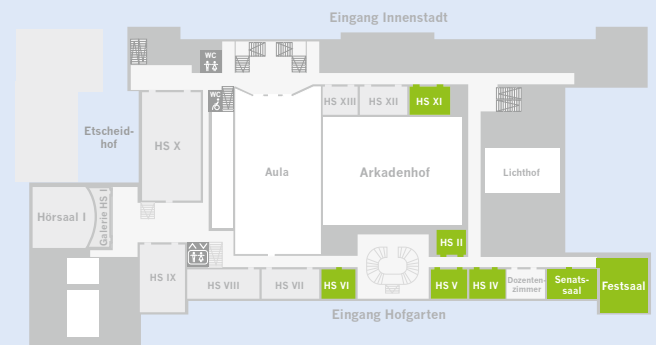 Eingang Innenstadt
WC
WC
HS XIII
HS XII
HS XI
Etscheid-
hof
HS X
Aula
Arkadenhof
Lichthof
Hörsaal I
Galerie HS I
HS II
HS IX
HS VIII
HS VII
HS VI
HS V
HS IV
Dozenten-
zimmer
Senats-
saal
Festsaal
Eingang Hofgarten